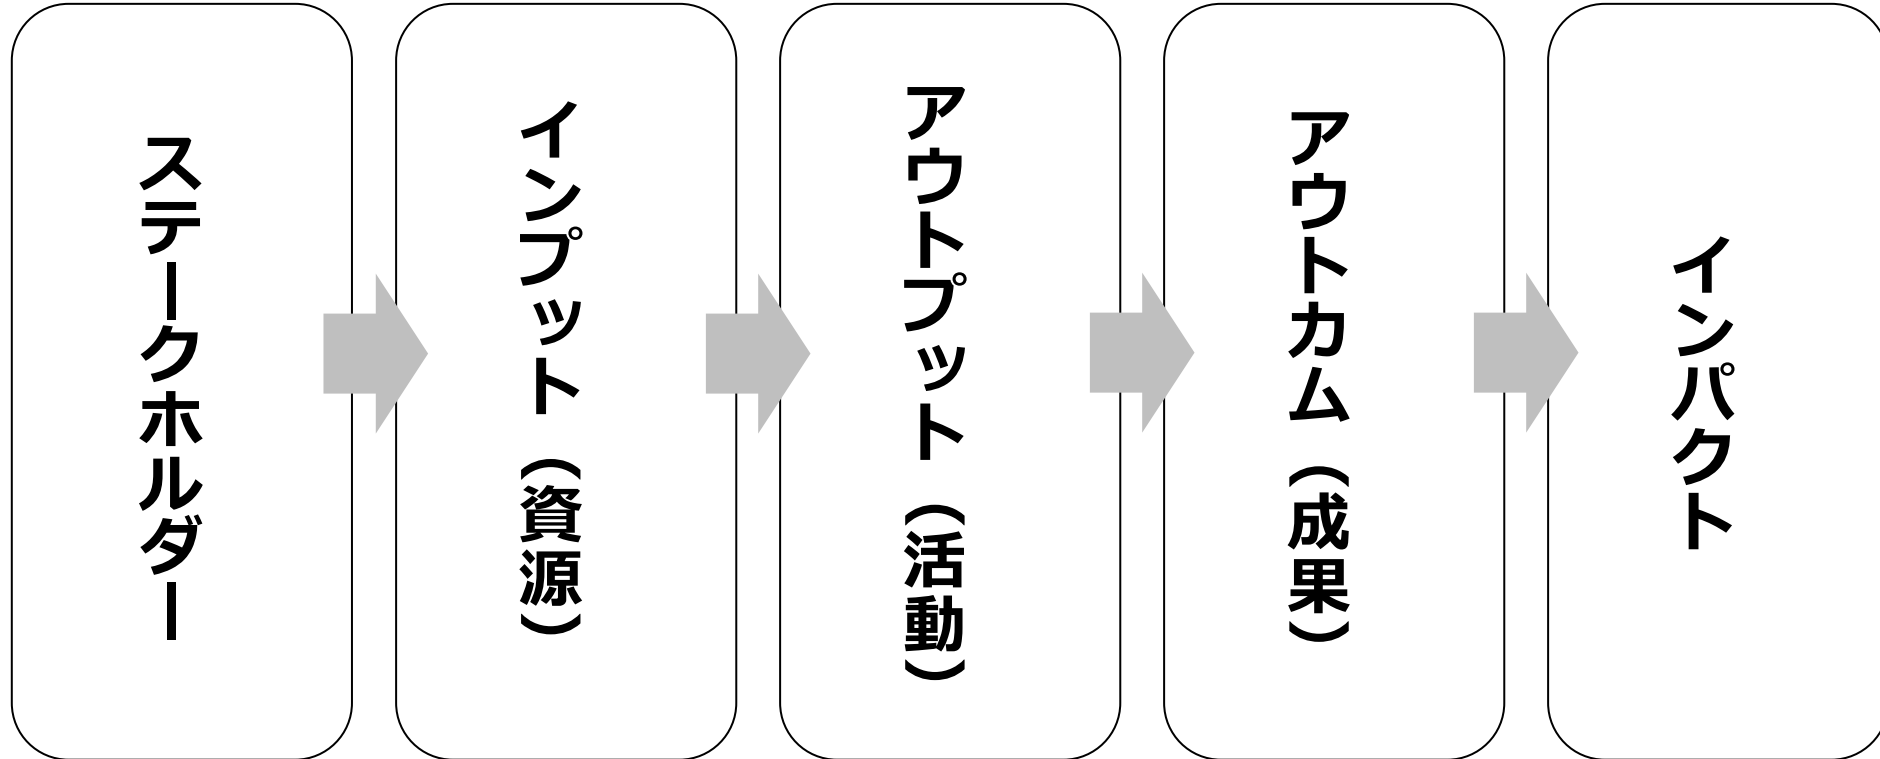 ステークホルダー
インプット（資源）
アウトプット（活動）
アウトカム（成果）
インパクト